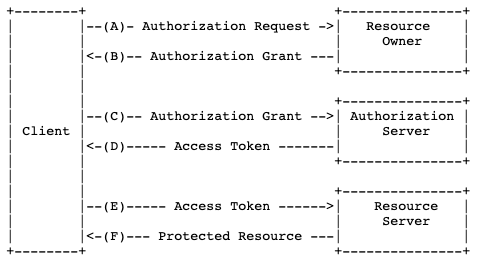 +--------+                               +---------------+
|        |--(A)- Authorization Request ->|   Resource    |
|        |                               |     Owner     |
|        |<-(B)-- Authorization Grant ---|               |
|        |                               +---------------+
|        |
|        |                               +---------------+
|        |--(C)-- Authorization Grant -->| Authorization |
| Client |                               |     Server    |
|        |<-(D)----- Access Token -------|               |
|        |                               +---------------+
|        |
|        |                               +---------------+
|        |--(E)----- Access Token ------>|    Resource   |
|        |                               |     Server    |
|        |<-(F)--- Protected Resource ---|               |
+--------+                               +---------------+